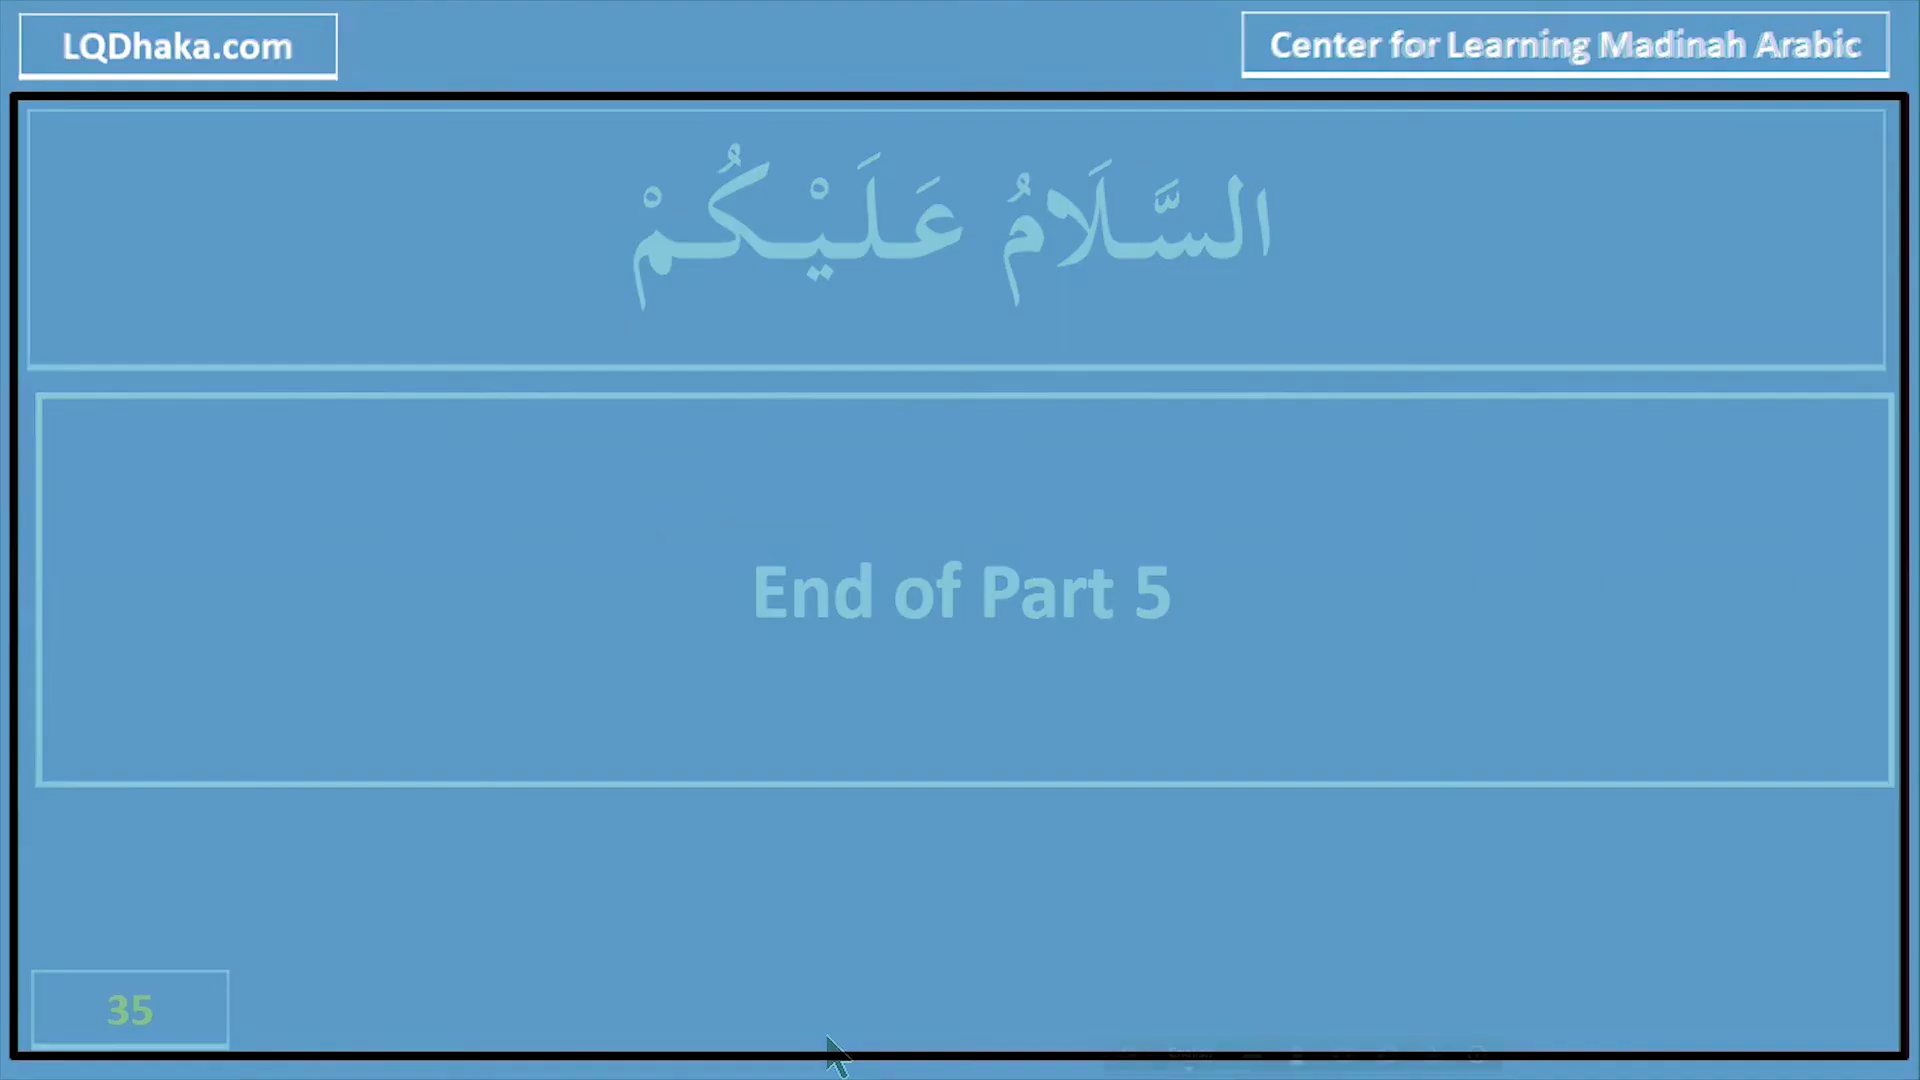 LQDhaka.com
Center for Learning Madinah Arabic
السَّلَامُ عَلَيْكُمْ
End of Part 5
35